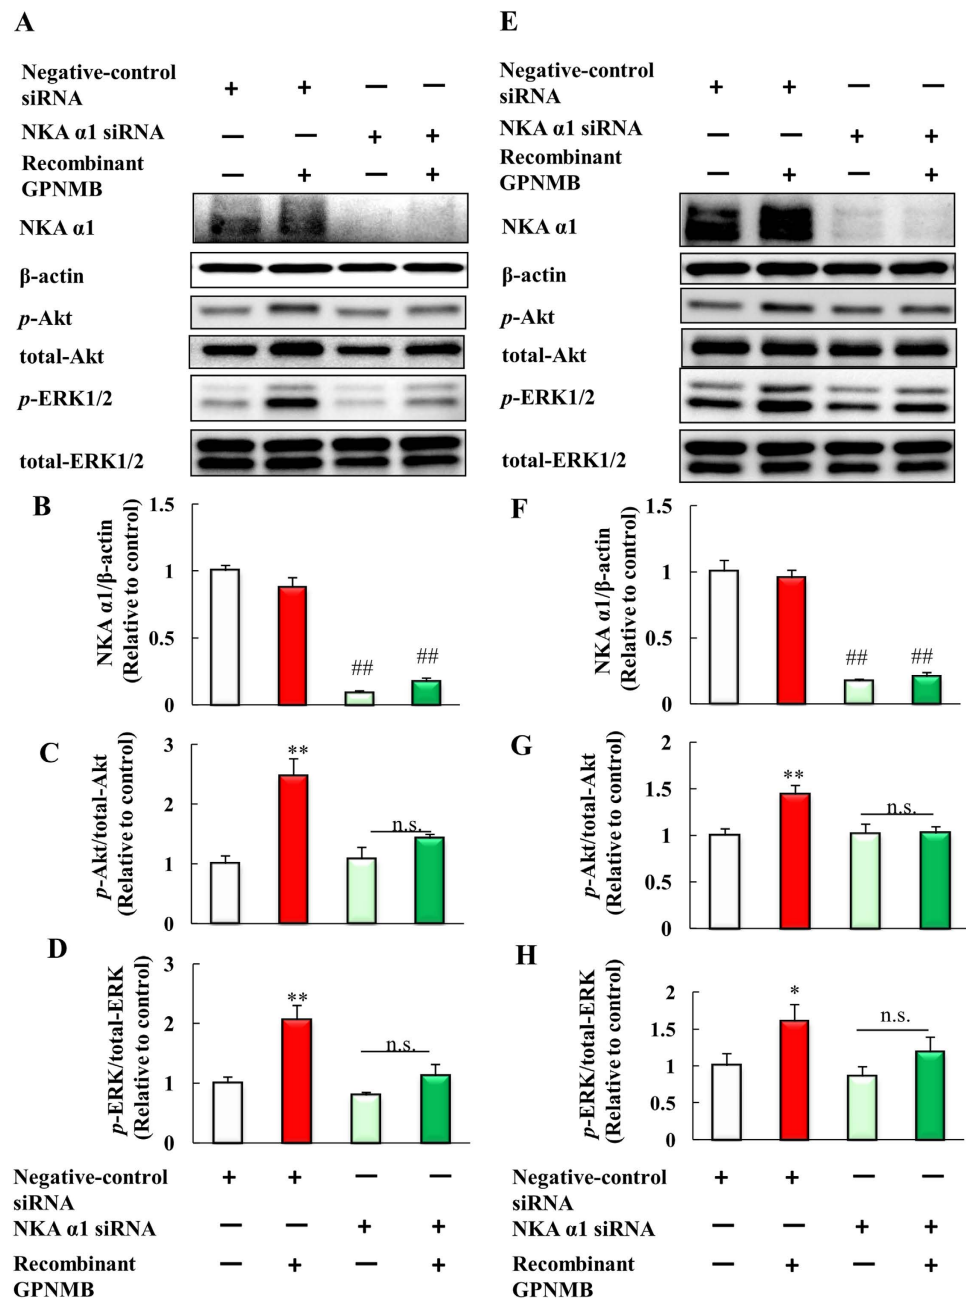 A
Negative-control
siRNA
+ + — —
NKA α1 siRNA
— — + +
Recombinant
GPNMB
— + — +
NKA α1
β-actin
p-Akt
total-Akt
p-ERK1/2
total-ERK1/2
B
NKA α1/β-actin
(Relative to control)
1.5
1
0.5
0
##
##
C
p-Akt/total-Akt
(Relative to control)
3
2
1
0
**
n.s.
D
p-ERK/total-ERK
(Relative to control)
3
2
1
0
**
n.s.
Negative-control
siRNA
+ + — —
NKA α1 siRNA
— — + +
Recombinant
GPNMB
— + — +
E
Negative-control
siRNA
+ + — —
NKA α1 siRNA
— — + +
Recombinant
GPNMB
— + — +
NKA α1
β-actin
p-Akt
total-Akt
p-ERK1/2
total-ERK1/2
F
NKA α1/β-actin
(Relative to control)
1.5
1
0.5
0
##
##
G
p-Akt/total-Akt
(Relative to control)
2
1.5
1
0.5
0
**
n.s.
H
p-ERK/total-ERK
(Relative to control)
2
1.5
1
0.5
0
*
n.s.
Negative-control
siRNA
+ + — —
NKA α1 siRNA
— — + +
Recombinant
GPNMB
— + — +